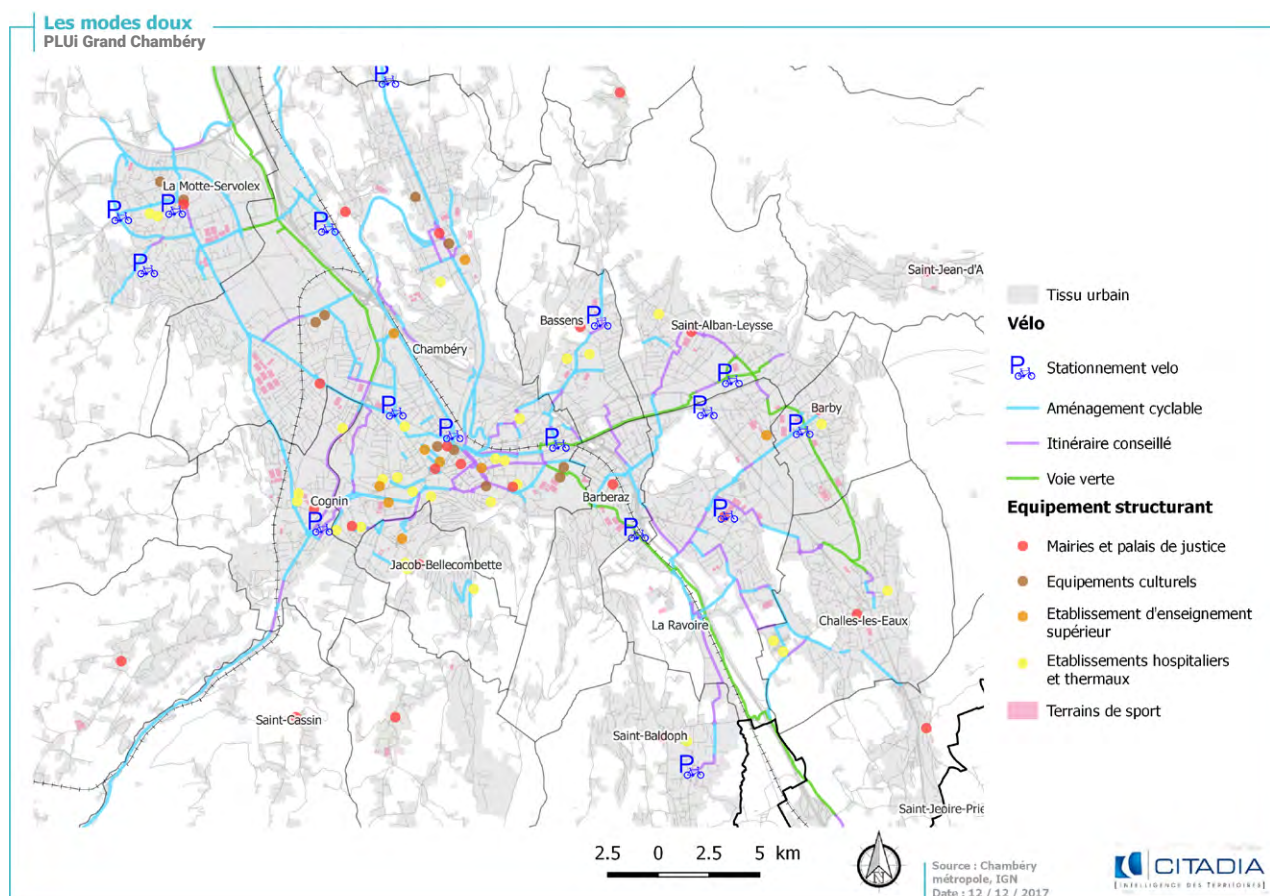 Les modes doux
PLUi Grand Chambéry
P
P
P
P
P
La Motte-Servolex
Saint-Jean-d'A
Bassens
P
Saint-Alban-Leysse
Chambéry
P
P
P
Barby
P
P
P
Cognin
P
Barberaz
P
P
Jacob-Bellecombette
La Ravoire
Challes-les-Eaux
Saint-Cassin
Saint-Baldoph
P
Saint-Jeoire-Prie
Tissu urbain
Vélo
P
Stationnement velo
Aménagement cyclable
Itinéraire conseillé
Voie verte
Equipement structurant
Mairies et palais de justice
Equipements culturels
Etablissement d'enseignement
supérieur
Etablissements hospitaliers
et thermaux
Terrains de sport
2.5 0 2.5 5 km
N
Source : Chambéry
métropole, IGN
Date : 12 / 12 / 2017
CITADIA
[INTELLIGENCE DES TERRITOIRES]